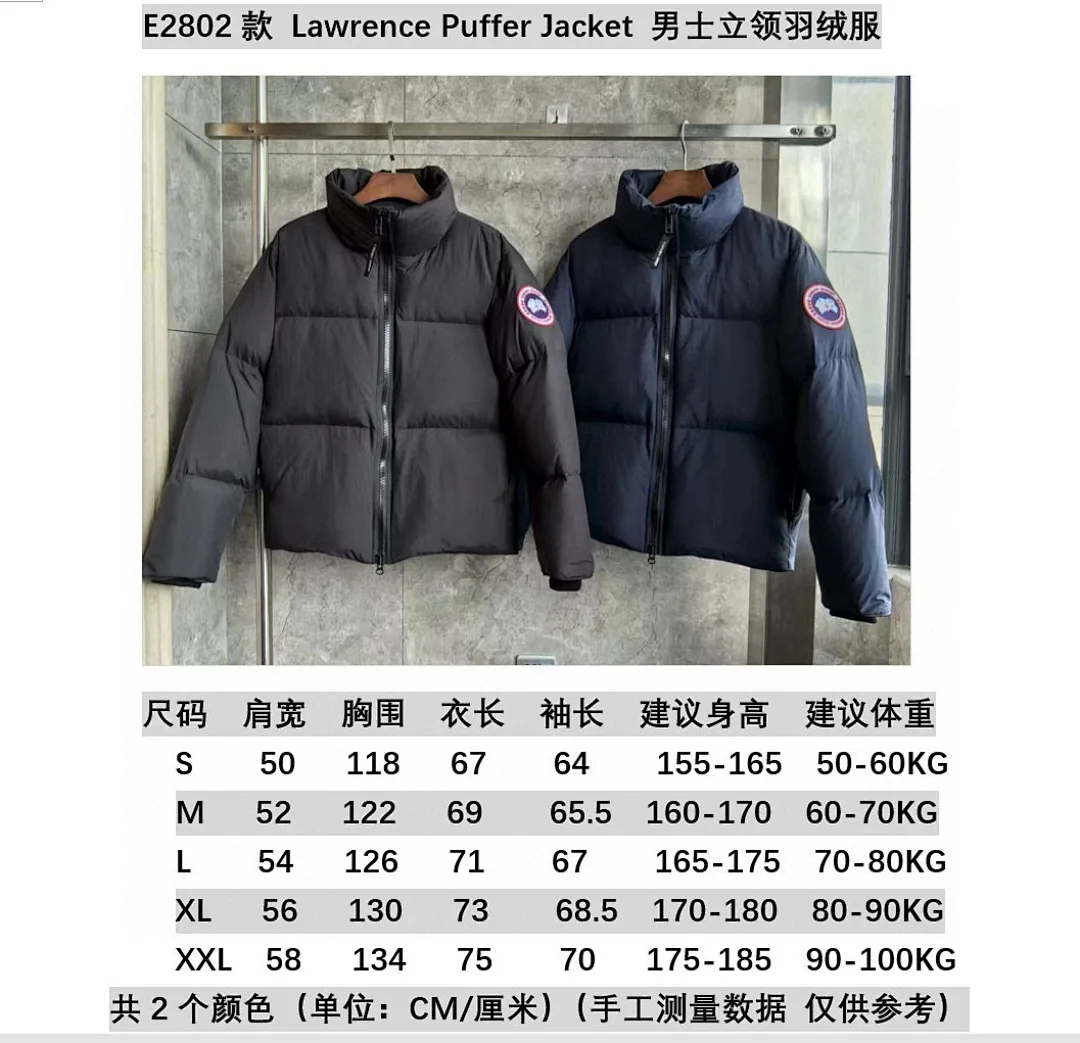 E2802 款 Lawrence Puffer Jacket 男士立领羽绒服
尺码 肩宽 胸围 衣长 袖长 建议身高 建议体重
S 50 118 67 64 155-165 50-60KG
M 52 122 69 65.5 160-170 60-70KG
L 54 126 71 67 165-175 70-80KG
XL 56 130 73 68.5 170-180 80-90KG
XXL 58 134 75 70 175-185 90-100KG
共 2 个颜色（单位：CM/厘米）（手工测量数据 仅供参考）